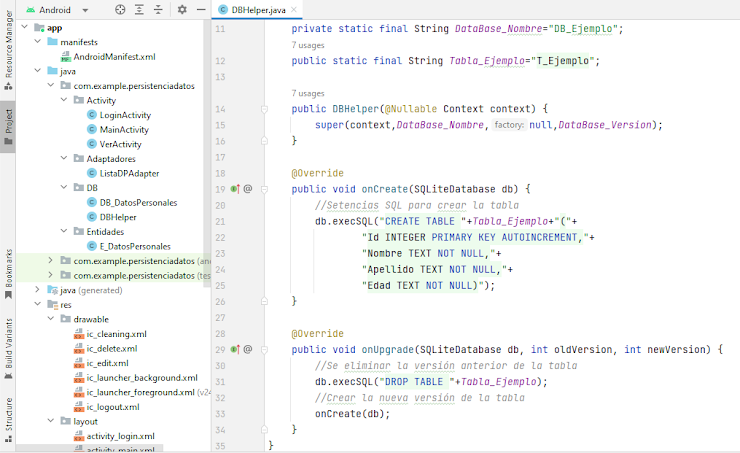 Android
DBHelper.java
Resource Manager
Project
Bookmarks
Build Variants
Structure
app
manifests
AndroidManifest.xml
java
com.example.persistenciadatos
Activity
LoginActivity
MainActivity
VerActivity
Adaptadores
ListaDPAdapter
DB
DB_DatosPersonales
DBHelper
Entidades
E_DatosPersonales
com.example.persistenciadatos (an
com.example.persistenciadatos (tes
java (generated)
res
drawable
ic_cleaning.xml
ic_delete.xml
ic_edit.xml
ic_launcher_background.xml
ic_launcher_foreground.xml (v24
ic_logout.xml
layout
activity_login.xml
activity_main.xml
11 private static final String DataBase_Nombre="DB_Ejemplo";
7 usages
12 public static final String Tabla_Ejemplo="T_Ejemplo";
13
7 usages
14 public DBHelper(@Nullable Context context) {
15 super(context,DataBase_Nombre, factory: null,DataBase_Version);
16 }
17
18 @Override
19 @ public void onCreate(SQLiteDatabase db) {
20 //Setencias SQL para crear la tabla
21 db.execSQL("CREATE TABLE "+Tabla_Ejemplo+"("+
22 "Id INTEGER PRIMARY KEY AUTOINCREMENT,"+
23 "Nombre TEXT NOT NULL,"+
24 "Apellido TEXT NOT NULL,"+
25 "Edad TEXT NOT NULL)");
26 }
27
28 @Override
29 @ public void onUpgrade(SQLiteDatabase db, int oldVersion, int newVersion) {
30 //Se eliminar la versión anterior de la tabla
31 db.execSQL("DROP TABLE "+Tabla_Ejemplo);
32 //Crear la nueva versión de la tabla
33 onCreate(db);
34 }
35 }